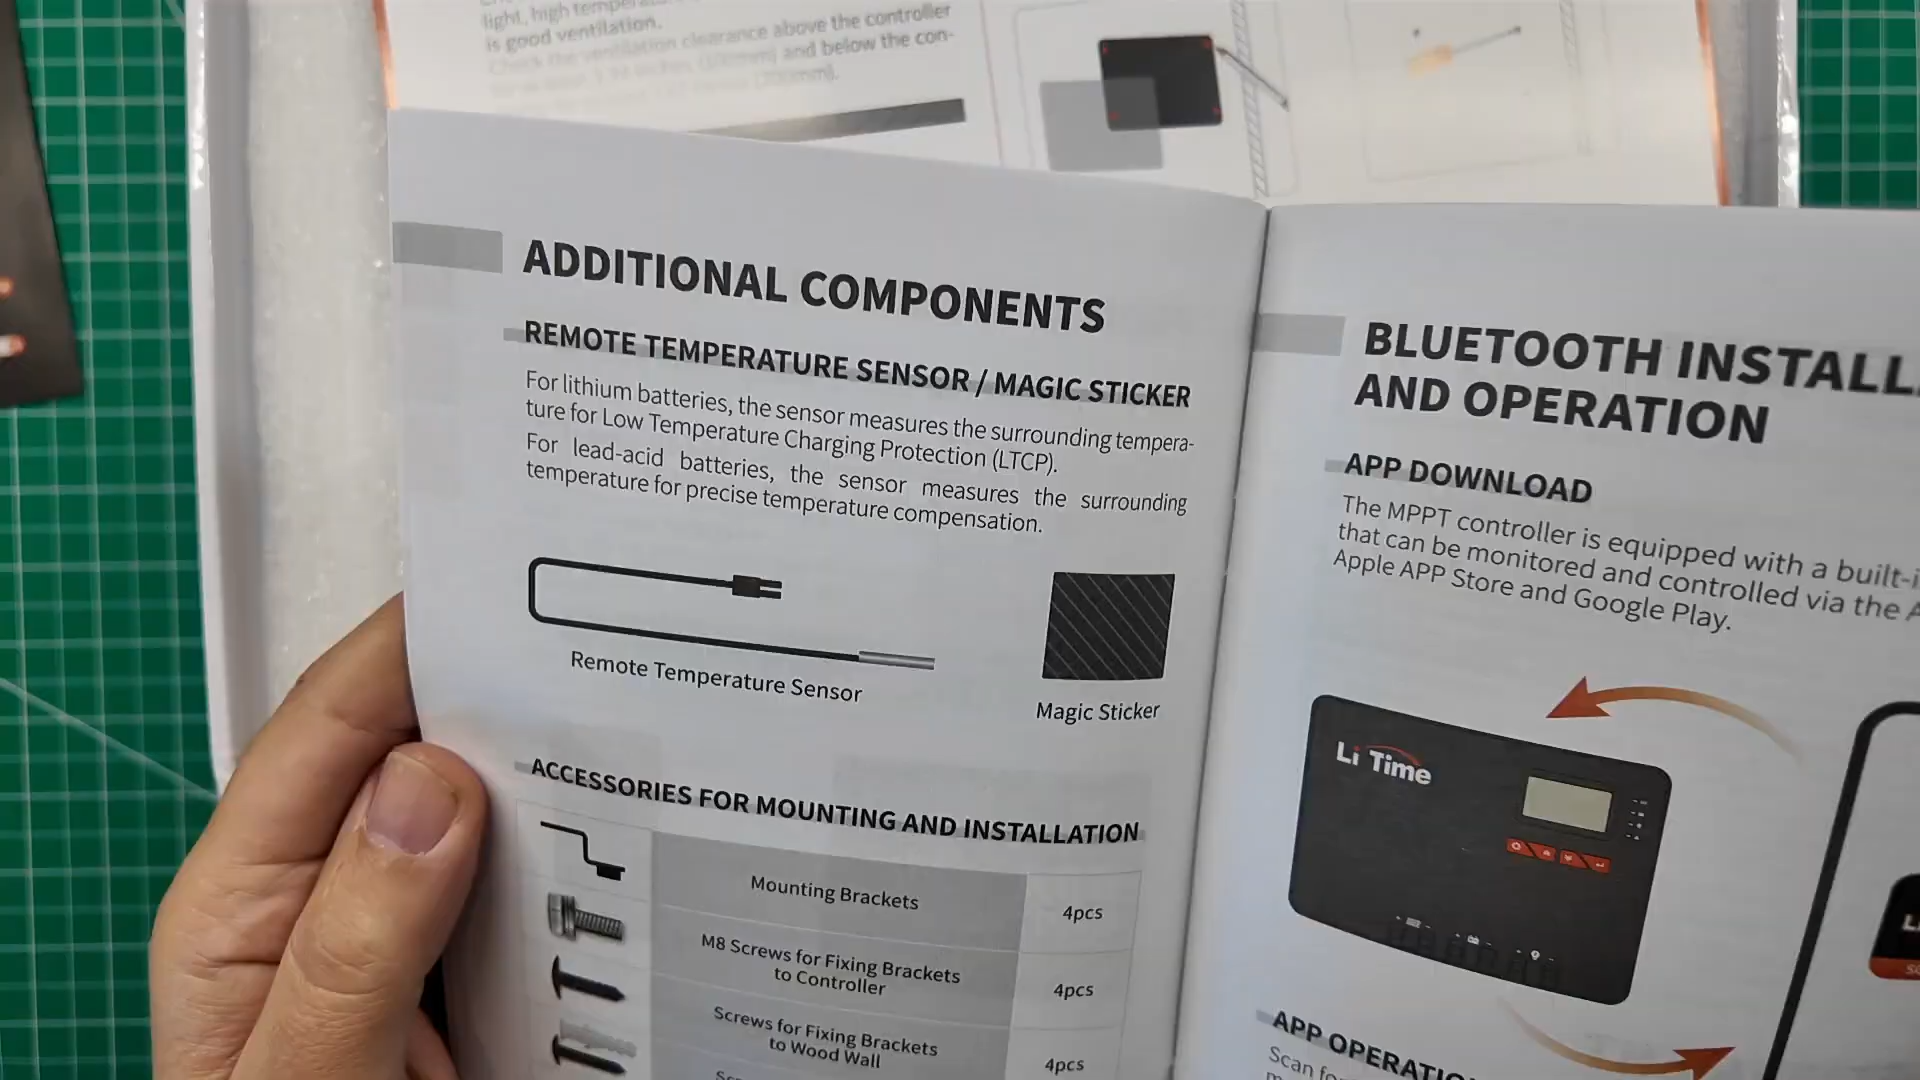 light, high tempera
is good ventilation.
Check the ventilation clearance above the controller
and below the con-
ADDITIONAL COMPONENTS
REMOTE TEMPERATURE SENSOR / MAGIC STICKER
For lithium batteries, the sensor measures the surrounding tempera-
ture for Low Temperature Charging Protection (LTCP).
For lead-acid batteries, the sensor measures the surrounding
temperature for precise temperature compensation.
Remote Temperature Sensor
Magic Sticker
ACCESSORIES FOR MOUNTING AND INSTALLATION
Mounting Brackets
4pcs
M8 Screws for Fixing Brackets
to Controller
4pcs
Screws for Fixing Brackets
to Wood Wall
4pcs
BLUETOOTH INSTALL
AND OPERATION
APP DOWNLOAD
The MPPT controller is equipped with a built-i
that can be monitored and controlled via the A
Apple APP Store and Google Play.
Li Time
APP OPERATIO
Scan fo